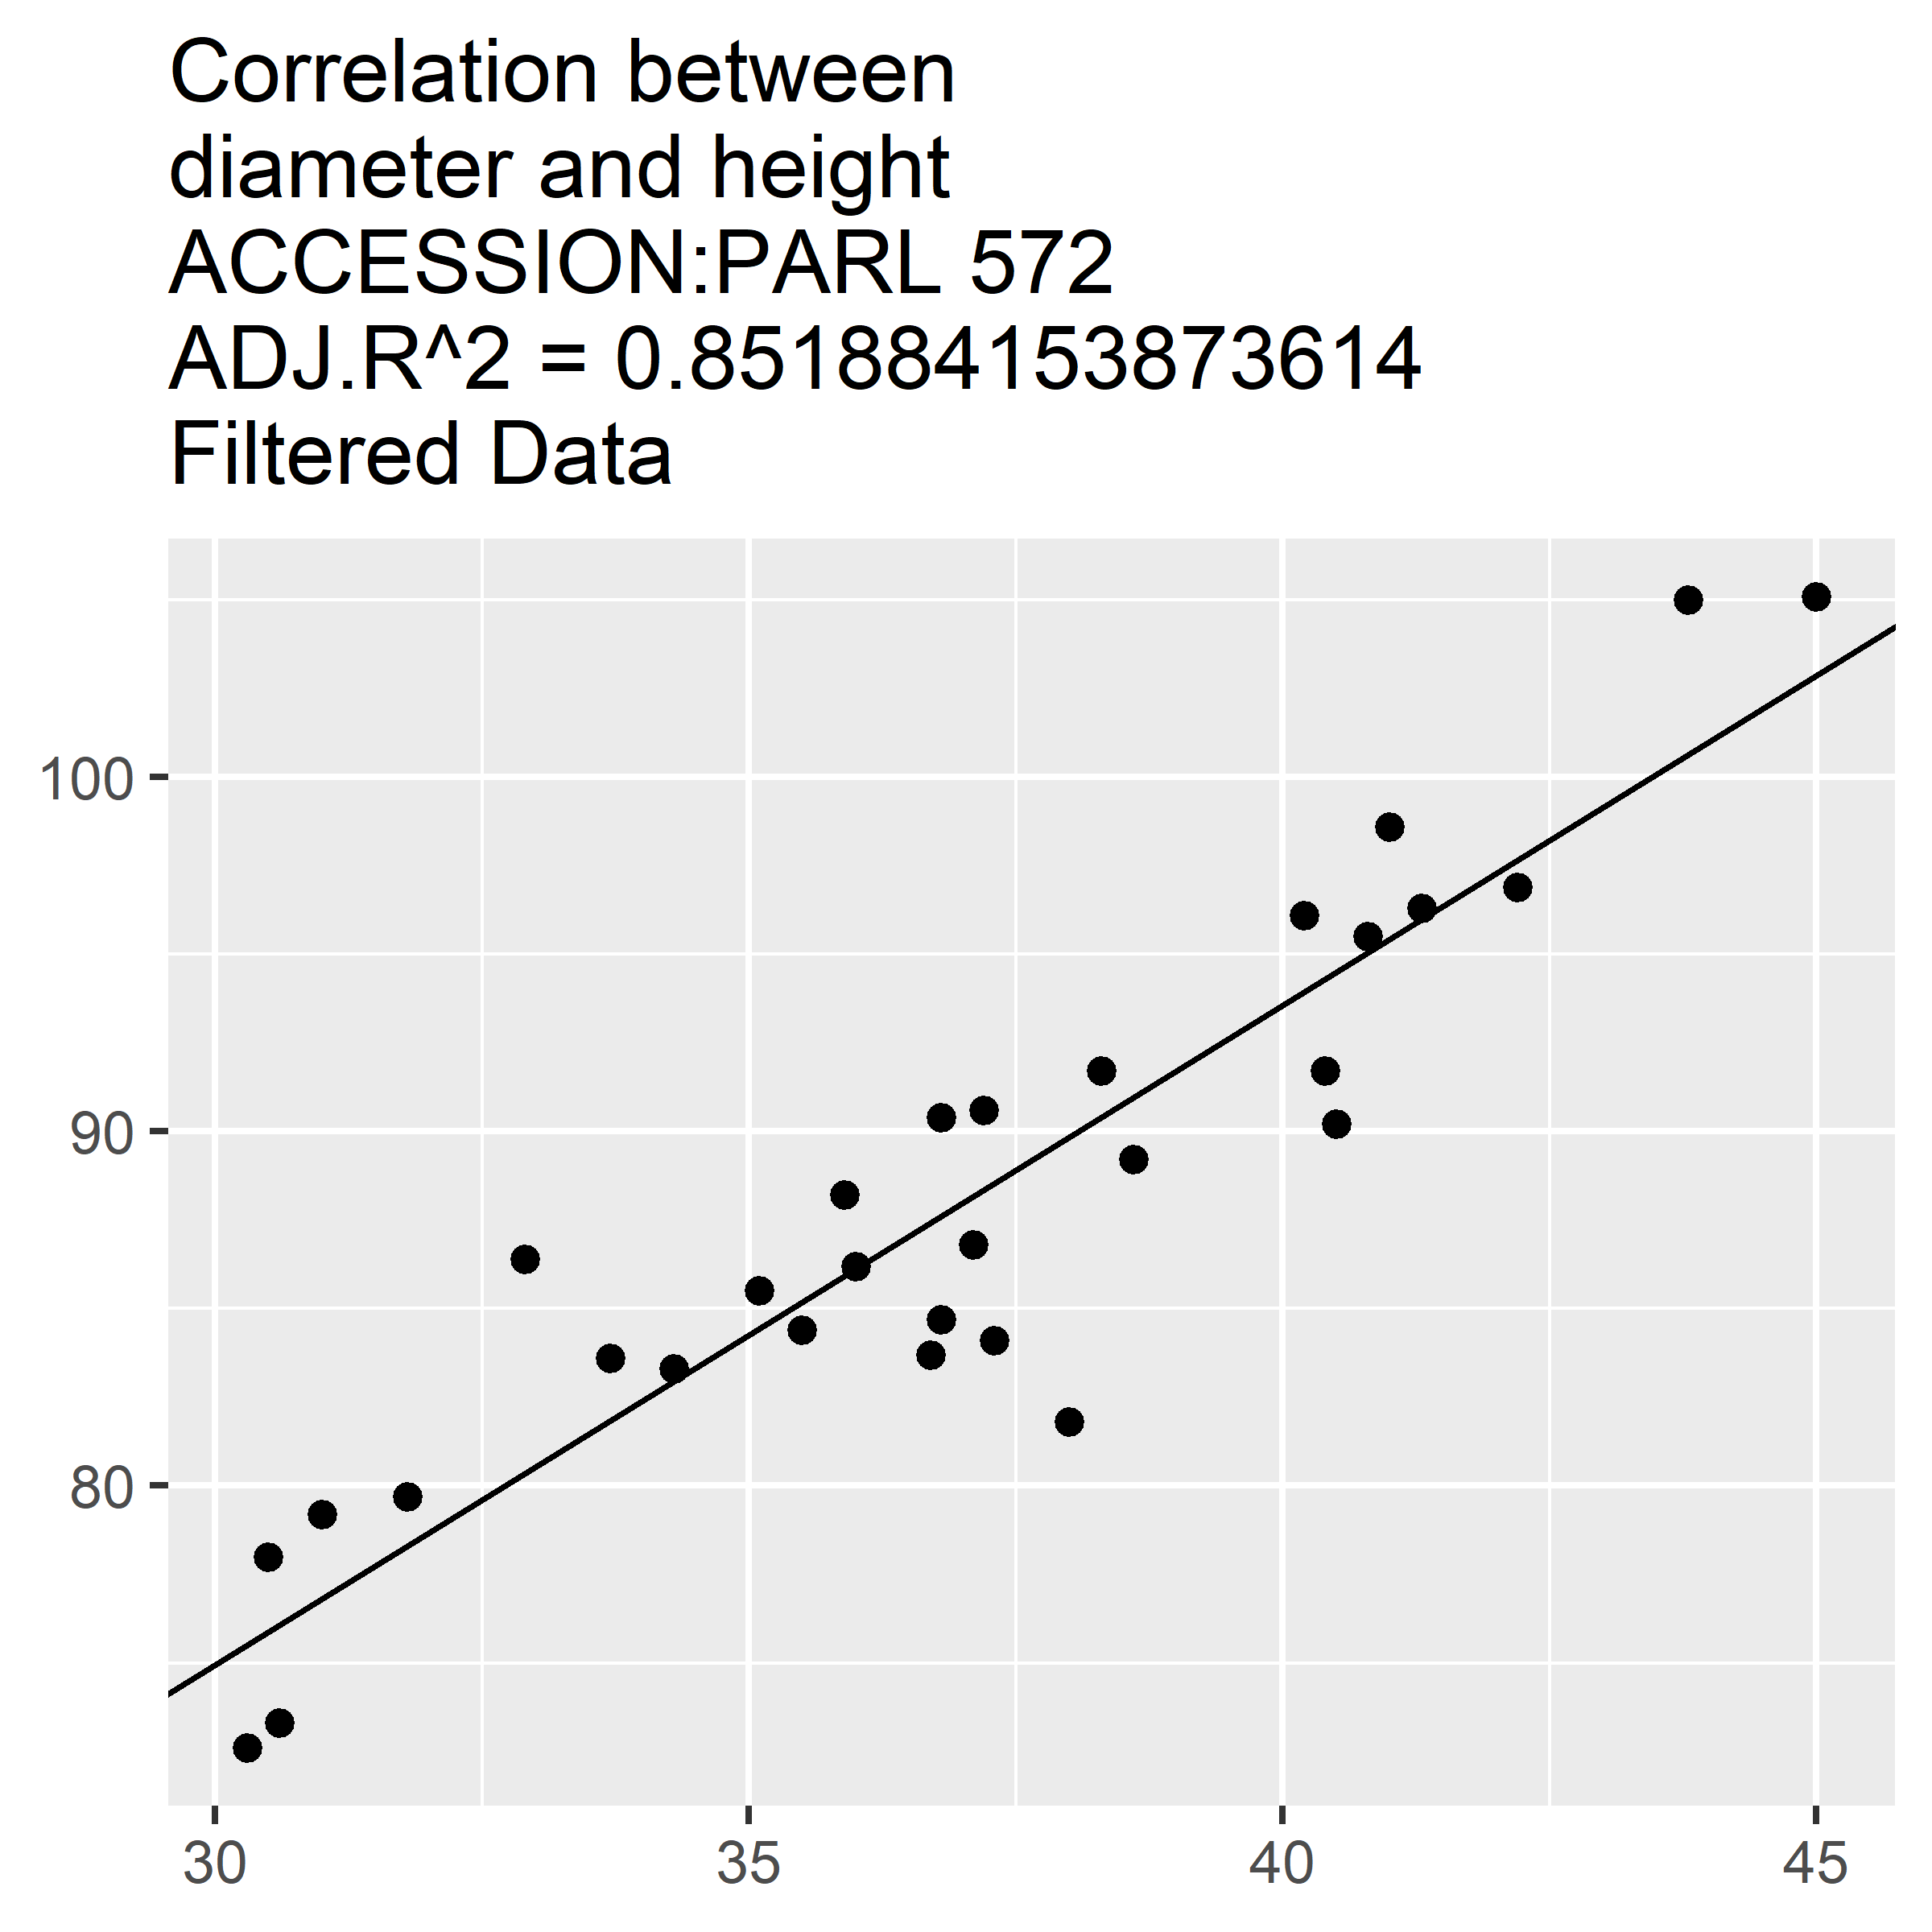 Correlation between
diameter and height
ACCESSION:PARL 572
ADJ.R^2 = 0.851884153873614
Filtered Data
100
90
80
30 35 40 45